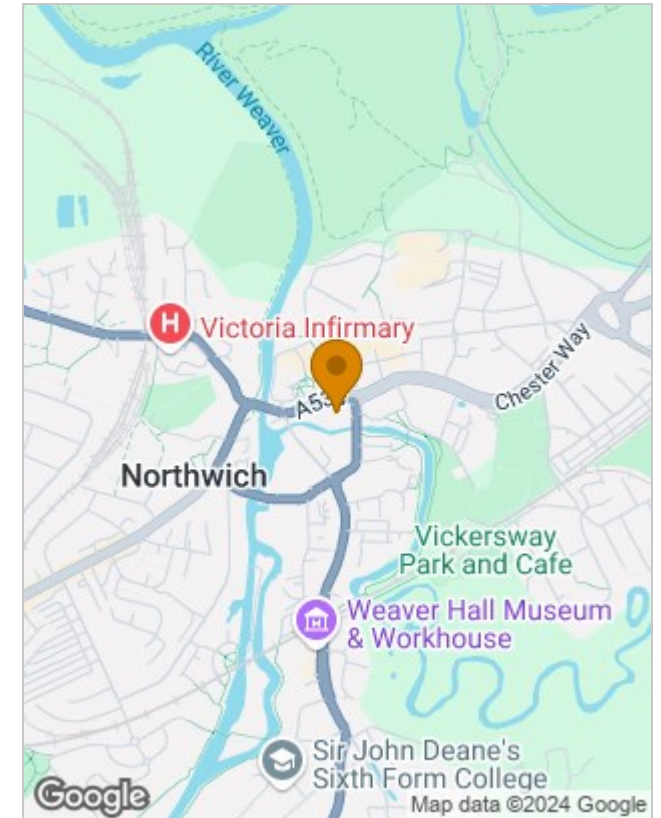 River Weaver
H
Victoria Infirmary
Chester Way
Northwich
Vickersway
Park and Cafe
Weaver Hall Museum
& Workhouse
Sir John Deane's
Sixth Form College
Google
Map data ©2024 Google